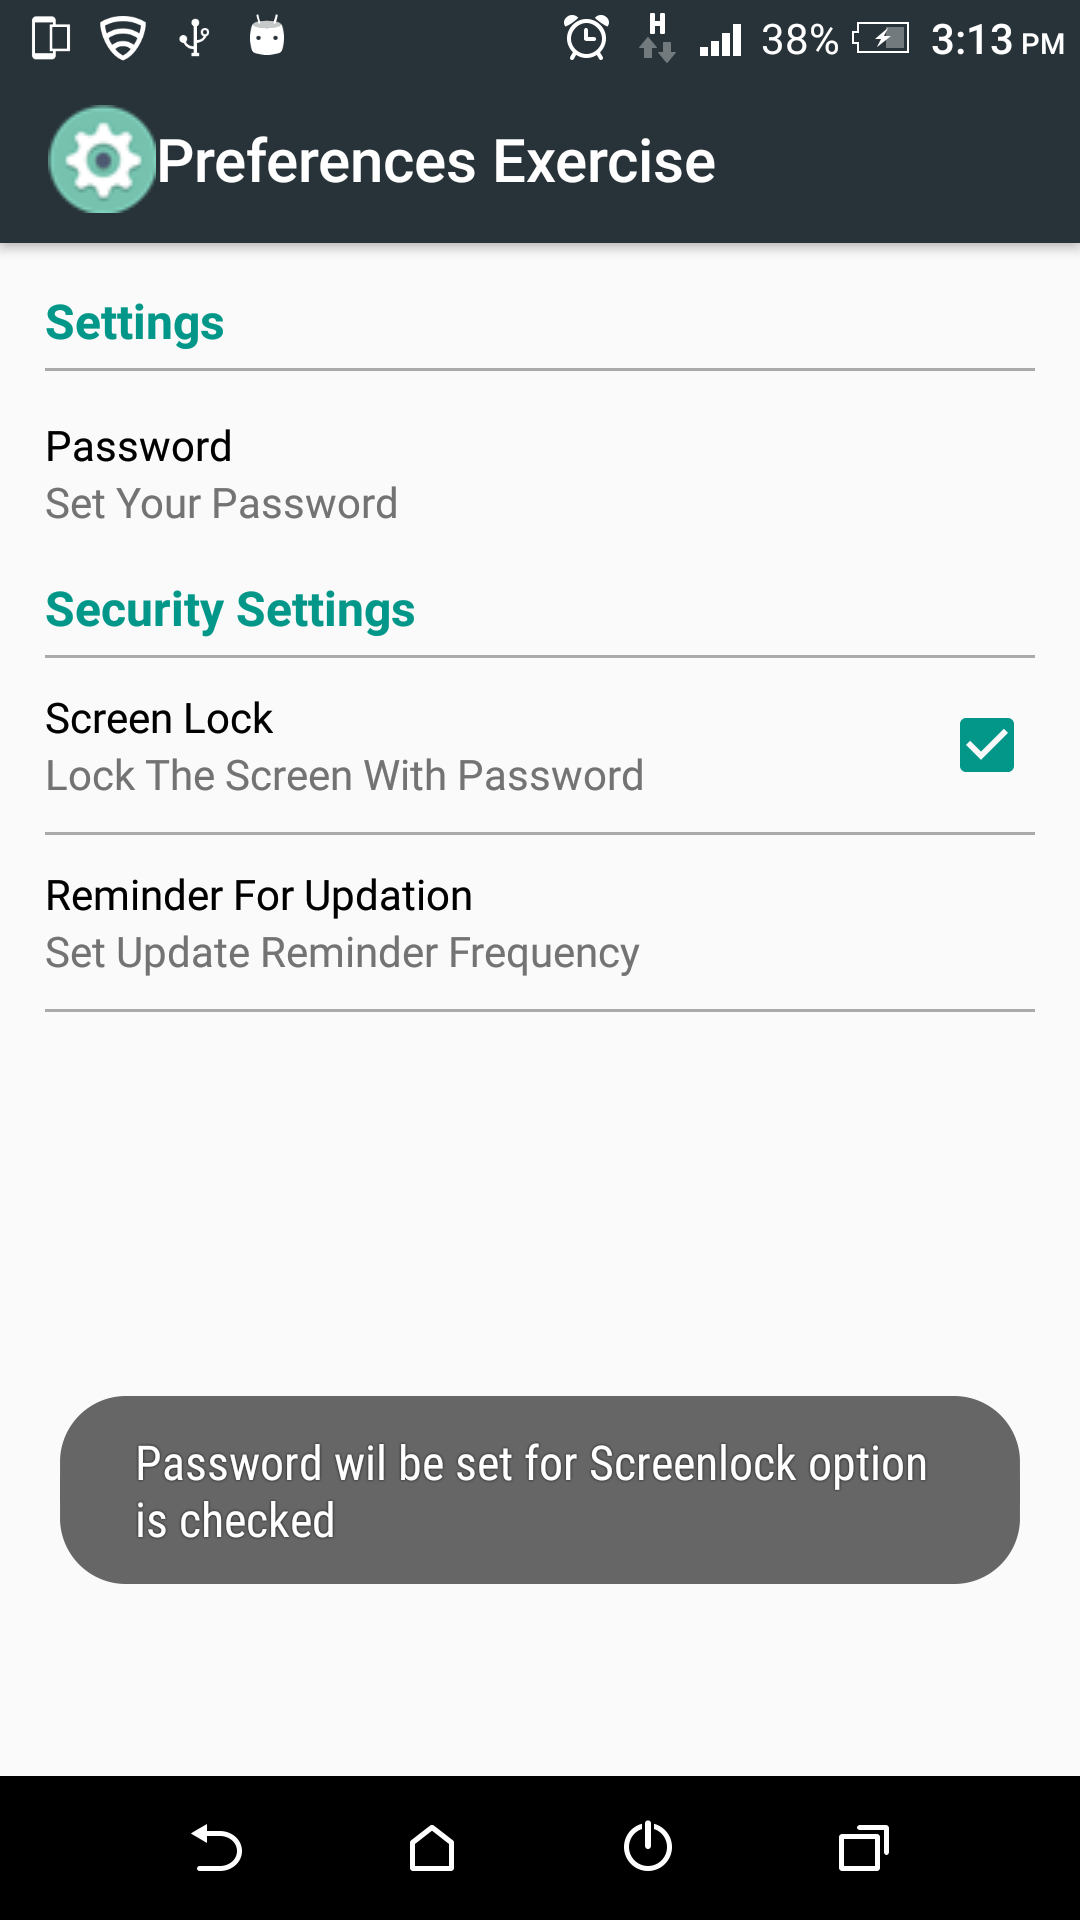 H
38% 3:13 PM
Preferences Exercise
Settings
Password
Set Your Password
Security Settings
Screen Lock
Lock The Screen With Password
Reminder For Updation
Set Update Reminder Frequency
Password wil be set for Screenlock option
is checked